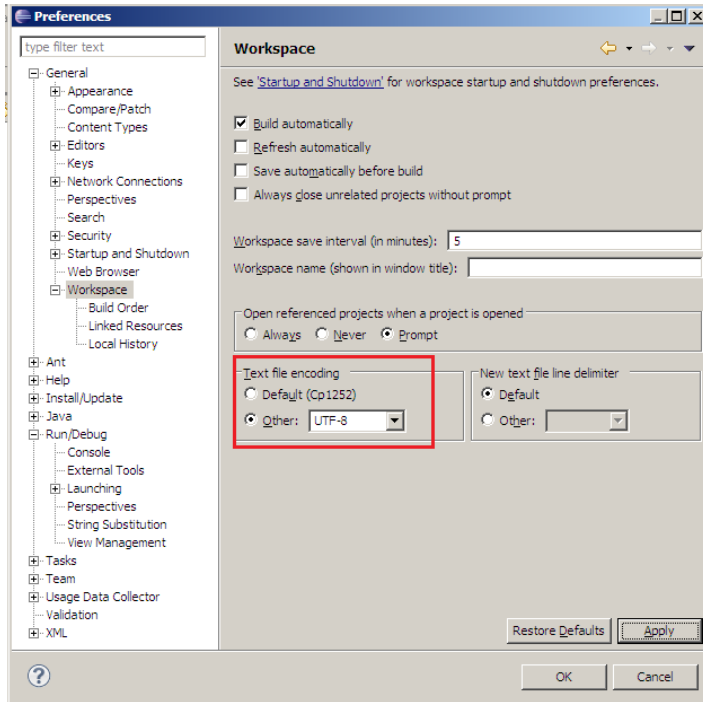 Preferences
type filter text
General
Appearance
Compare/Patch
Content Types
Editors
Keys
Network Connections
Perspectives
Search
Security
Startup and Shutdown
Web Browser
Workspace
Build Order
Linked Resources
Local History
Ant
Help
Install/Update
Java
Run/Debug
Console
External Tools
Launching
Perspectives
String Substitution
View Management
Tasks
Team
Usage Data Collector
Validation
XML
Workspace
See 'Startup and Shutdown' for workspace startup and shutdown preferences.
Build automatically
Refresh automatically
Save automatically before build
Always close unrelated projects without prompt
Workspace save interval (in minutes): 5
Workspace name (shown in window title):
Open referenced projects when a project is opened
Always Never Prompt
Text file encoding
Default (Cp1252)
Other: UTF-8
New text file line delimiter
Default
Other:
Restore Defaults Apply
? OK Cancel